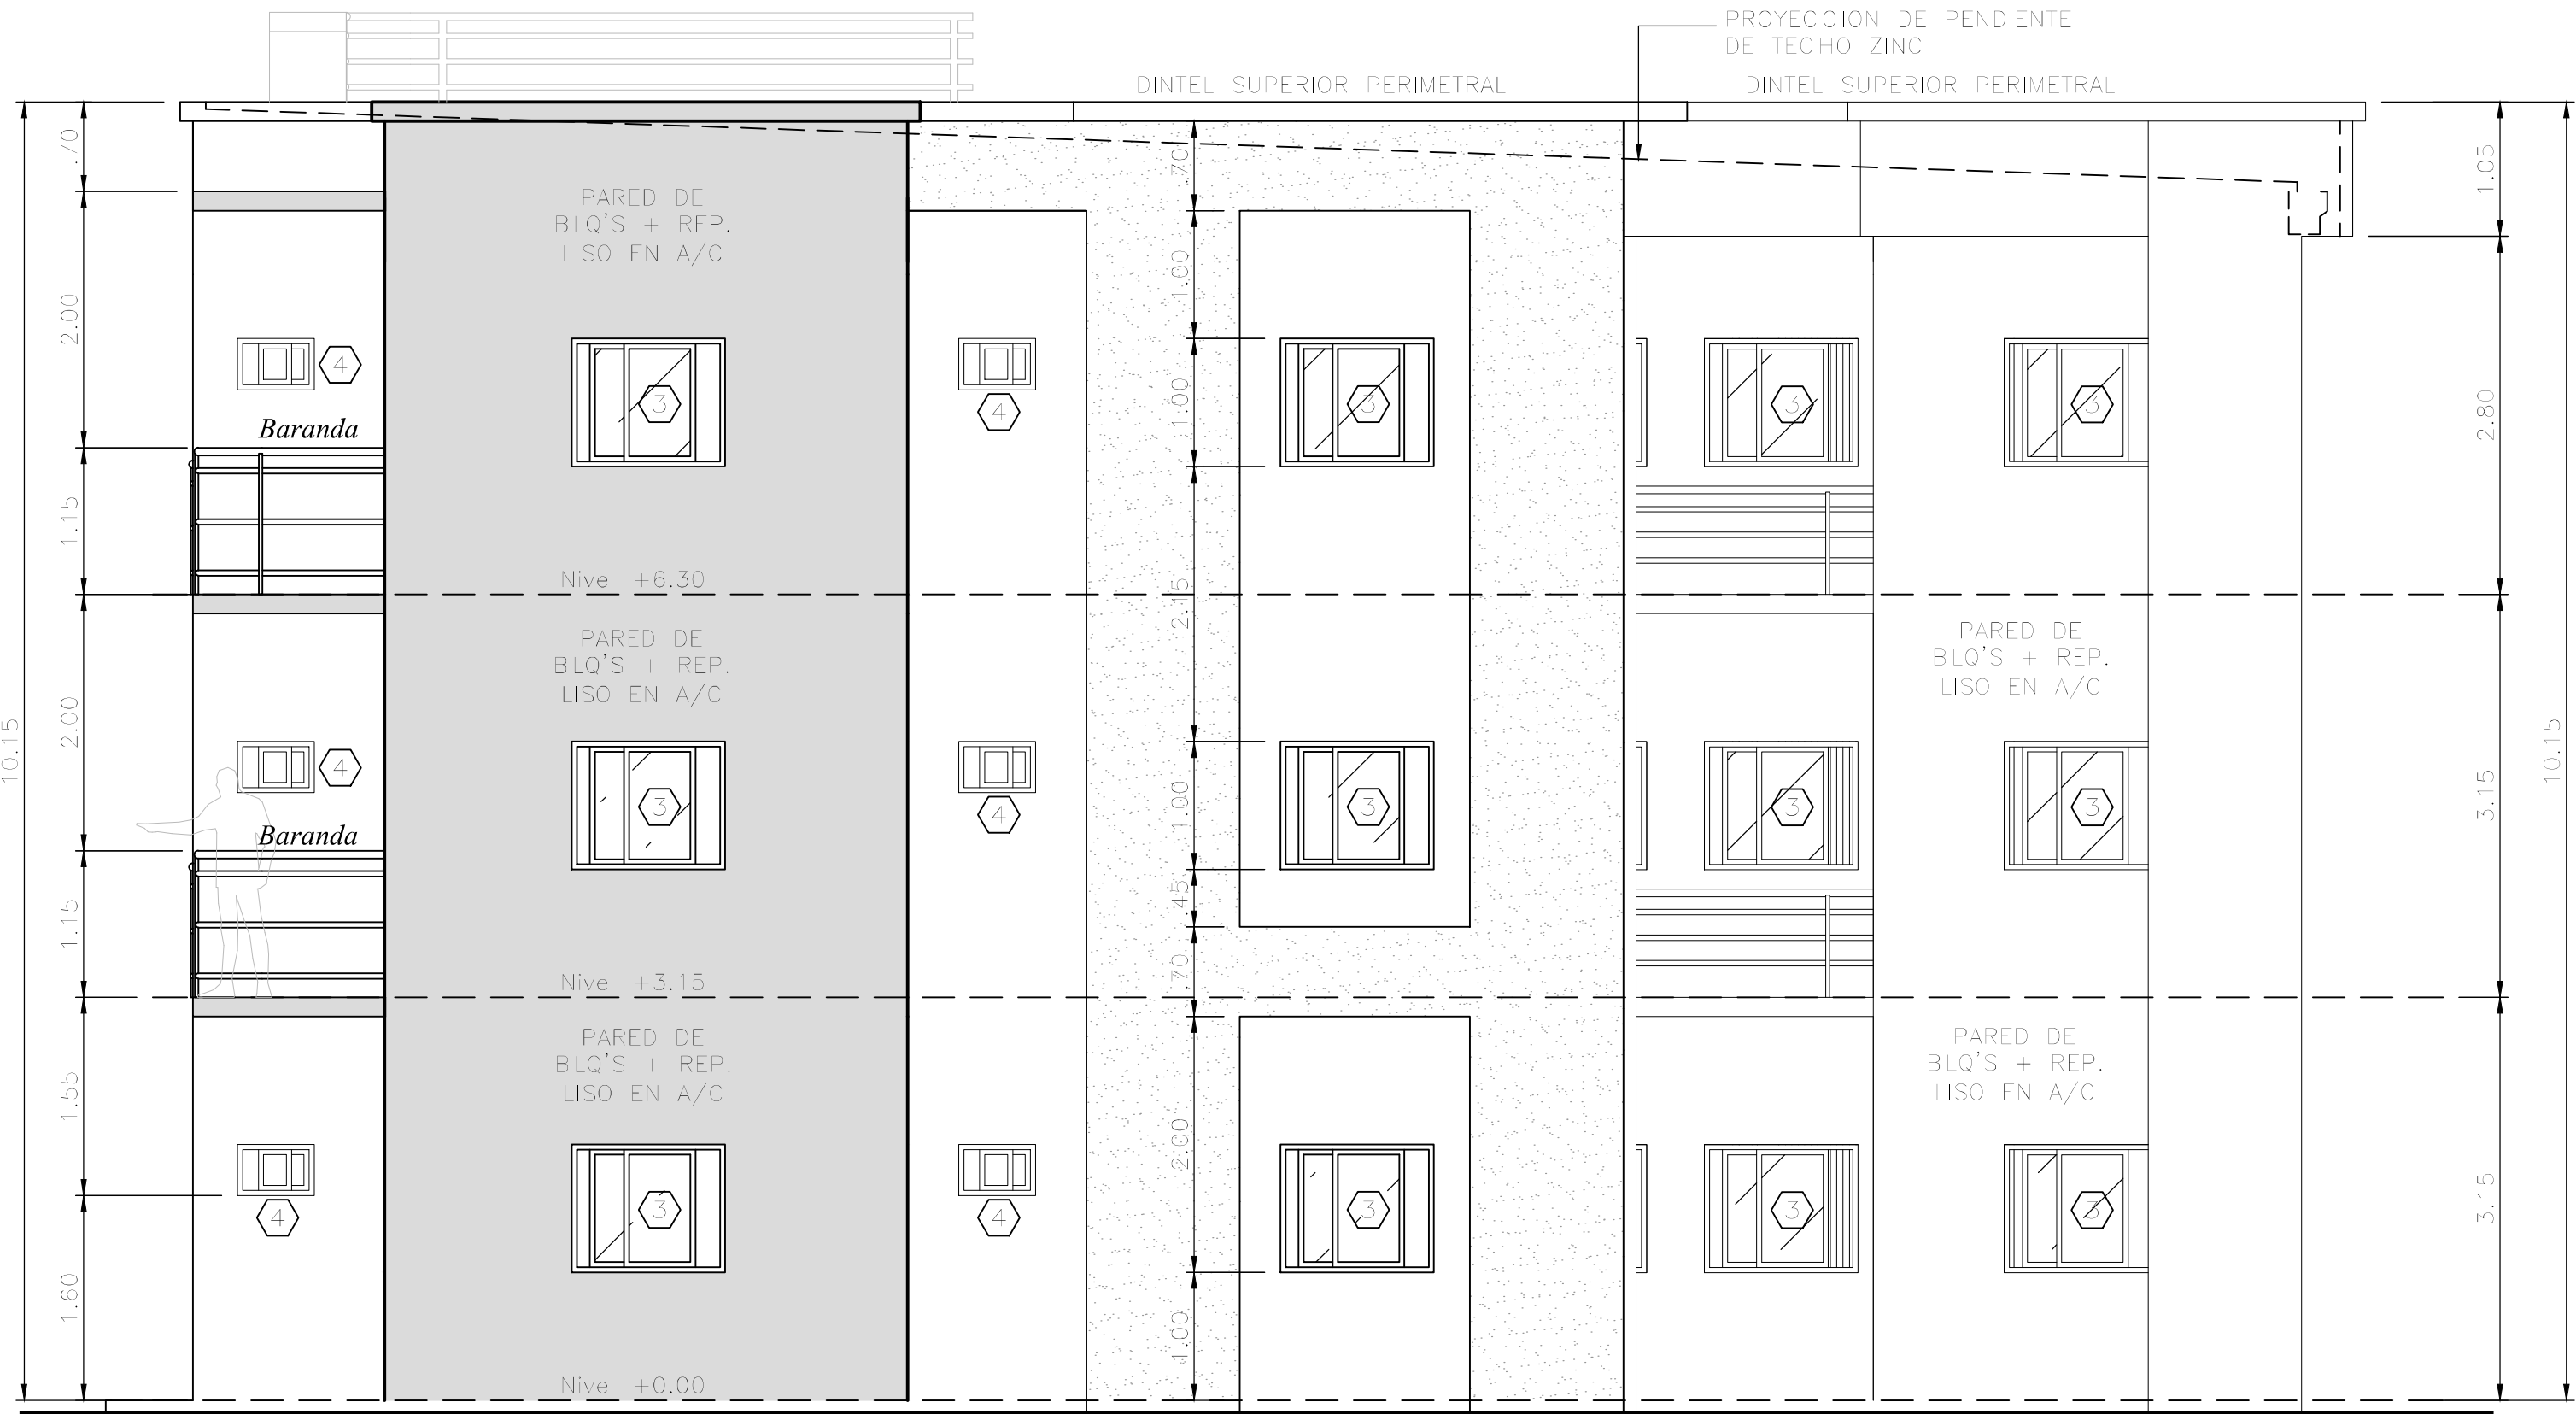 PROYECCION DE PENDIENTE
DE TECHO ZINC
DINTEL SUPERIOR PERIMETRAL
DINTEL SUPERIOR PERIMETRAL
.70
2.00
1.15
2.00
1.15
1.55
1.60
10.15
4
Baranda
4
Baranda
4
PARED DE
BLQ'S + REP.
LISO EN A/C
3
Nivel +6.30
PARED DE
BLQ'S + REP.
LISO EN A/C
3
Nivel +3.15
PARED DE
BLQ'S + REP.
LISO EN A/C
3
Nivel +0.00
4
4
4
.70
1.00
1.00
2.15
1.00
.45
.70
2.00
1.00
3
3
3
3
3
PARED DE
BLQ'S + REP.
LISO EN A/C
3
3
PARED DE
BLQ'S + REP.
LISO EN A/C
3
3
1.05
2.80
3.15
3.15
10.15